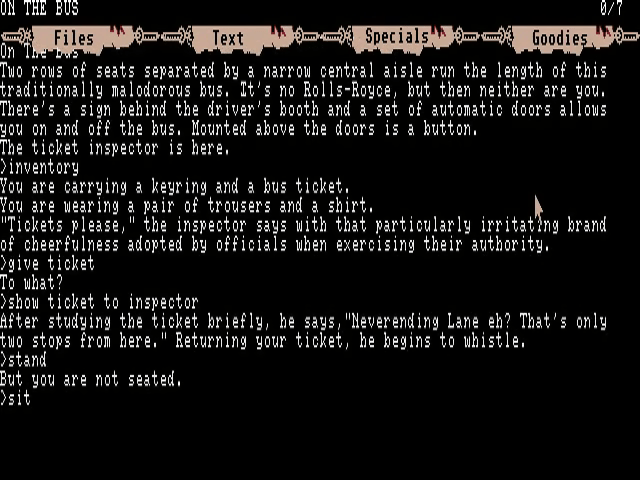 ON THE BUS 0/7
Files Text Specials Goodies
On The Bus
Two rows of seats separated by a narrow central aisle run the length of this
traditionally malodorous bus. It's no Rolls-Royce, but then neither are you.
There's a sign behind the driver's booth and a set of automatic doors allows
you on and off the bus. Mounted above the doors is a button.
The ticket inspector is here.
>inventory
You are carrying a keyring and a bus ticket.
You are wearing a pair of trousers and a shirt.
"Tickets please," the inspector says with that particularly irritating brand
of cheerfulness adopted by officials when exercising their authority.
>give ticket
To what?
>show ticket to inspector
After studying the ticket briefly, he says,"Neverending Lane eh? That's only
two stops from here." Returning your ticket, he begins to whistle.
>stand
But you are not seated.
>sit